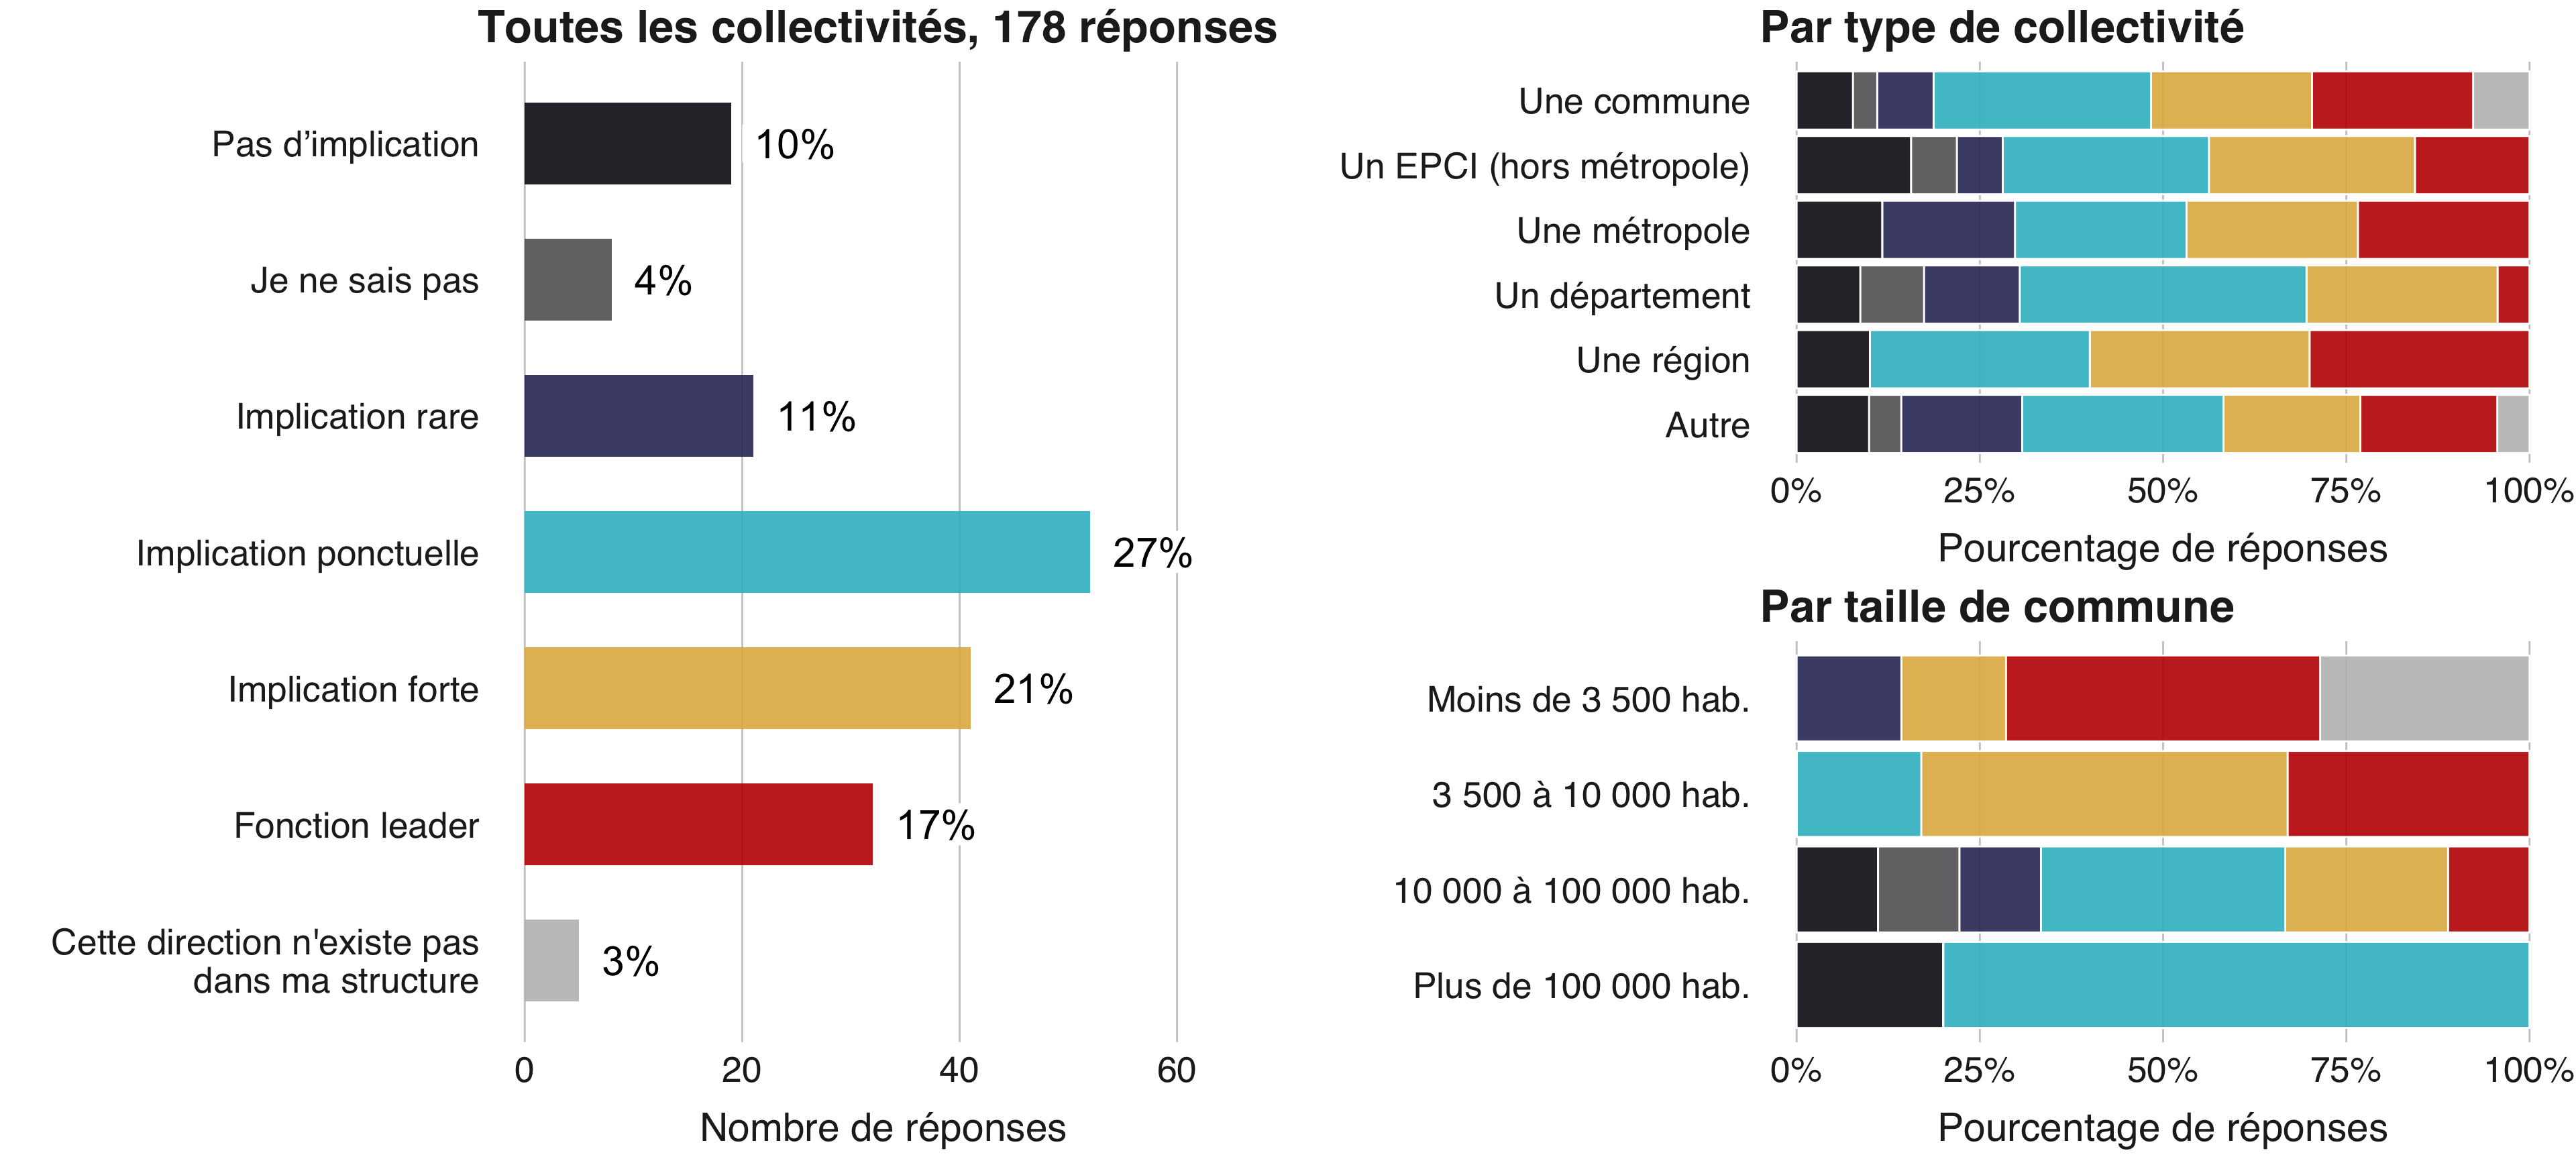 Toutes les collectivités, 178 réponses
Pas d’implication
10%
Je ne sais pas
4%
Implication rare
11%
Implication ponctuelle
27%
Implication forte
21%
Fonction leader
17%
Cette direction n'existe pas
dans ma structure
3%
0 20 40 60
Nombre de réponses
Par type de collectivité
Une commune
Un EPCI (hors métropole)
Une métropole
Un département
Une région
Autre
0% 25% 50% 75% 100%
Pourcentage de réponses
Par taille de commune
Moins de 3 500 hab.
3 500 à 10 000 hab.
10 000 à 100 000 hab.
Plus de 100 000 hab.
0% 25% 50% 75% 100%
Pourcentage de réponses